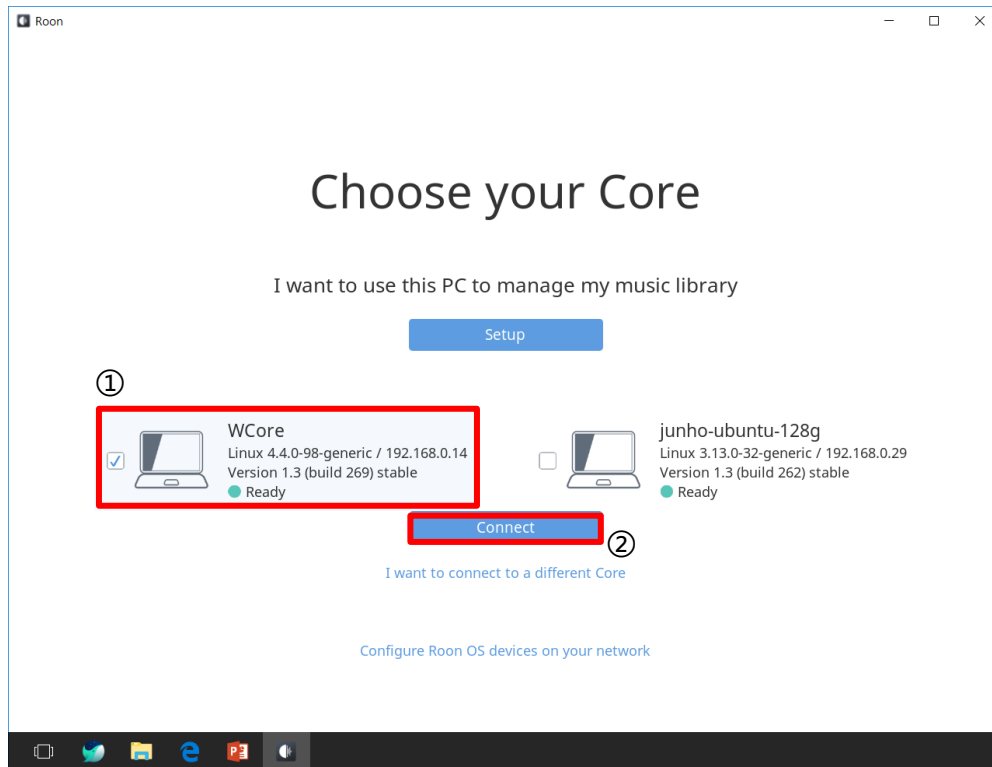 Roon
Choose your Core
I want to use this PC to manage my music library
Setup
①
WCore
Linux 4.4.0-98-generic / 192.168.0.14
Version 1.3 (build 269) stable
Ready
junho-ubuntu-128g
Linux 3.13.0-32-generic / 192.168.0.29
Version 1.3 (build 262) stable
Ready
Connect
②
I want to connect to a different Core
Configure Roon OS devices on your network